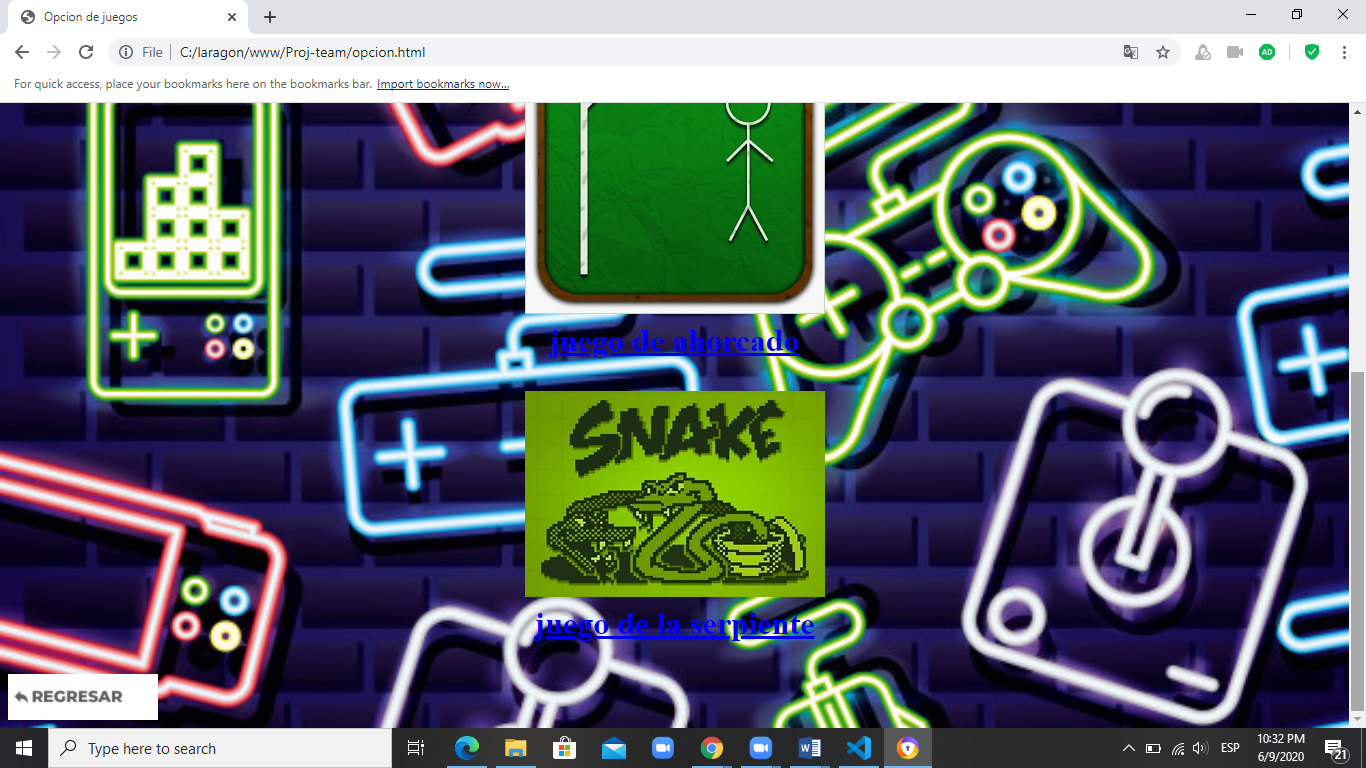 Opcion de juegos
File
C:/laragon/www/Proj-team/opcion.html
AD
For quick access, place your bookmarks here on the bookmarks bar. Import bookmarks now...
juego de ahorcado
SNAKE
juego de la serpiente
REGRESAR
Type here to search
ESP
10:32 PM
6/9/2020
21